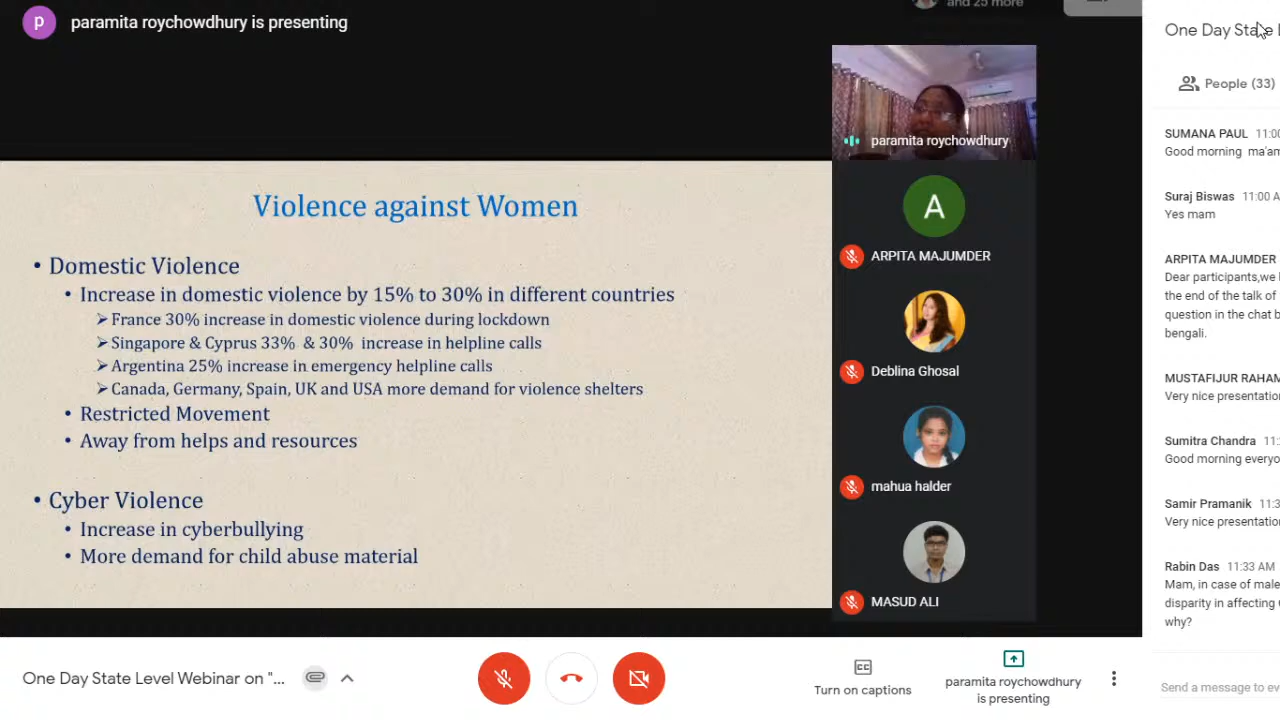 p
paramita roychowdhury is presenting
and 25 more
Violence against Women
• Domestic Violence
• Increase in domestic violence by 15% to 30% in different countries
➢ France 30% increase in domestic violence during lockdown
➢ Singapore & Cyprus 33% & 30% increase in helpline calls
➢ Argentina 25% increase in emergency helpline calls
➢ Canada, Germany, Spain, UK and USA more demand for violence shelters
• Restricted Movement
• Away from helps and resources
• Cyber Violence
• Increase in cyberbullying
• More demand for child abuse material
paramita roychowdhury
A
ARPITA MAJUMDER
Deblina Ghosal
mahua halder
MASUD ALI
One Day State
People (33)
SUMANA PAUL 11:00
Good morning ma'am
Suraj Biswas 11:00 A
Yes mam
ARPITA MAJUMDER
Dear participants,we
the end of the talk of
question in the chat b
bengali.
MUSTAFIJUR RAHAM
Very nice presentatio
Sumitra Chandra 11:
Good morning everyo
Samir Pramanik 11:3
Very nice presentatio
Rabin Das 11:33 AM
Mam, in case of male
disparity in affecting
why?
Send a message to eve
One Day State Level Webinar on "...
CC
Turn on captions
paramita roychowdhury
is presenting